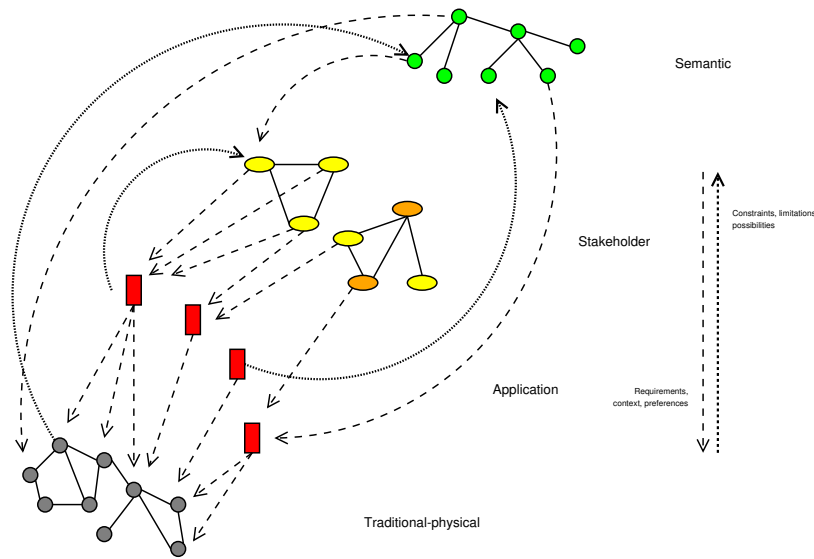 Semantic
Constraints, limitations
possibilities
Stakeholder
Application
Requirements,
context, preferences
Traditional-physical